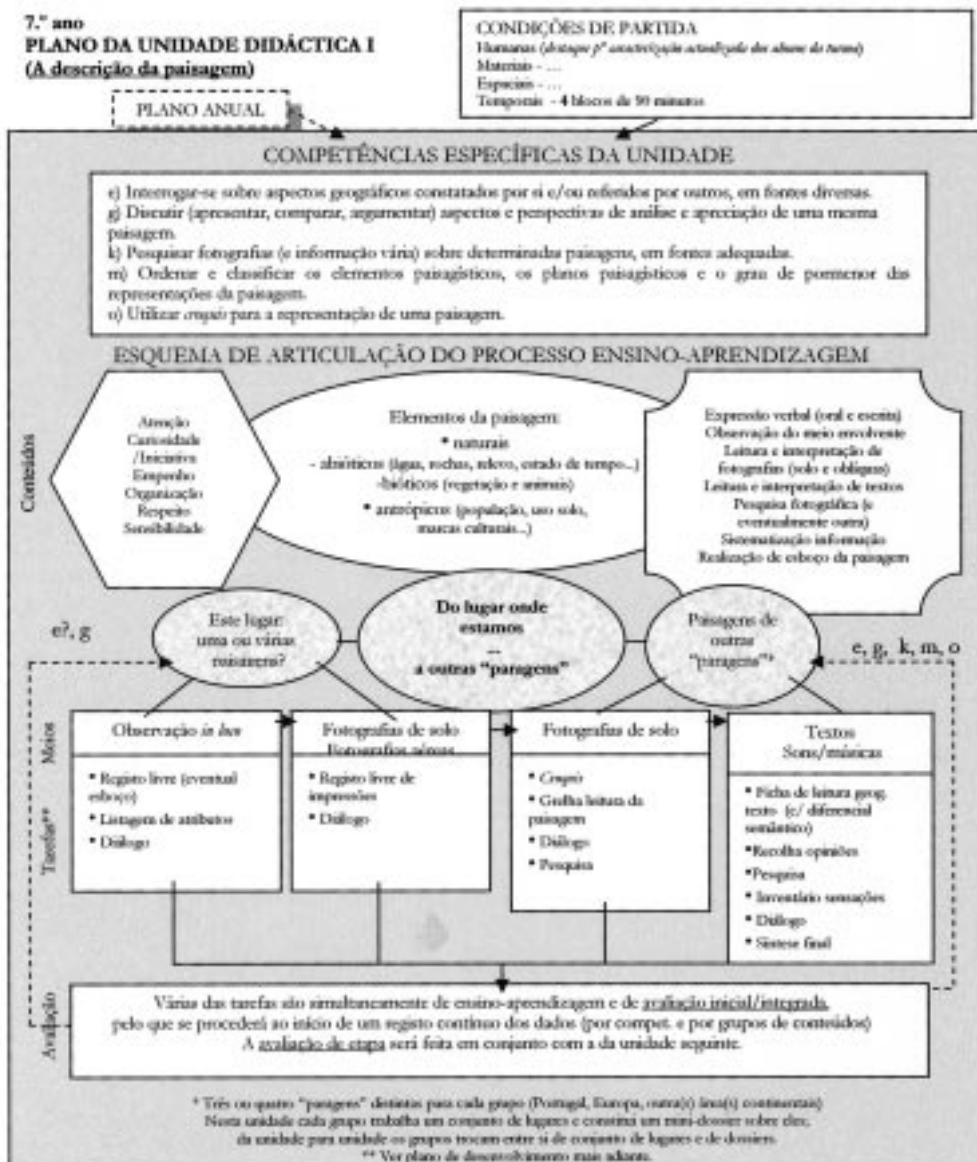 7.º ano
PLANO DA UNIDADE DIDÁCTICA I
(A descrição da paisagem)
CONDIÇÕES DE PARTIDA
Humanas (destaque pª caracterização actualizada dos alunos da turma)
Materiais - ...
Espaciais - ...
Temporais - 4 blocos de 90 minutos
PLANO ANUAL
COMPETÊNCIAS ESPECÍFICAS DA UNIDADE
e) Interrogar-se sobre aspectos geográficos constatados por si e/ou referidos por outros, em fontes diversas.
g) Discutir (apresentar, comparar, argumentar) aspectos e perspectivas de análise e apreciação de uma mesma
paisagem.
k) Pesquisar fotografias (e informação vária) sobre determinadas paisagens, em fontes adequadas.
m) Ordenar e classificar os elementos paisagísticos, os planos paisagísticos e o grau de pormenor das
representações da paisagem.
o) Utilizar croquis para a representação de uma paisagem.
ESQUEMA DE ARTICULAÇÃO DO PROCESSO ENSINO-APRENDIZAGEM
Conteúdos
Atenção
Curiosidade
/Iniciativa
Empenho
Organização
Respeito
Sensibilidade
Elementos da paisagem:
* naturais
- abióticos (água, rochas, relevo, estado de tempo...)
-bióticos (vegetação e animais)
* antrópicos (população, uso solo,
marcas culturais...)
Expressão verbal (oral e escrita)
Observação do meio envolvente
Leitura e interpretação de
fotografias (solo e oblíquas)
Leitura e interpretação de textos
Pesquisa fotográfica (e
eventualmente outra)
Sistematização informação
Realização de esboço da paisagem
e?, g
Este lugar:
uma ou várias
paisagens?
Do lugar onde
estamos
...
a outras "paragens"
Paisagens de
outras
"paragens"*
e, g, k, m, o
Meios
Observação in loco
Fotografias de solo
Fotografias aéreas
Fotografias de solo
Textos
Sons/músicas
Tarefas**
* Registo livre (eventual
esboço)
* Listagem de atributos
* Diálogo
* Registo livre de
impressões
* Diálogo
* Croquis
* Grelha leitura da
paisagem
* Diálogo
* Pesquisa
* Ficha de leitura geog.
texto (c/ diferencial
semântico)
*Recolha opiniões
*Pesquisa
* Inventário sensações
* Diálogo
* Síntese final
Avaliação
Várias das tarefas são simultaneamente de ensino-aprendizagem e de avaliação inicial/integrada,
pelo que se procederá ao início de um registo contínuo dos dados (por compet. e por grupos de conteúdos)
A avaliação de etapa será feita em conjunto com a da unidade seguinte.
* Três ou quatro "paragens" distintas para cada grupo (Portugal, Europa, outra(s) área(s) continentais)
Nesta unidade cada grupo trabalha um conjunto de lugares e constitui um mini-dossier sobre eles;
da unidade para unidade os grupos trocam entre si de conjunto de lugares e de dossiers.
** Ver plano de desenvolvimento mais adiante.